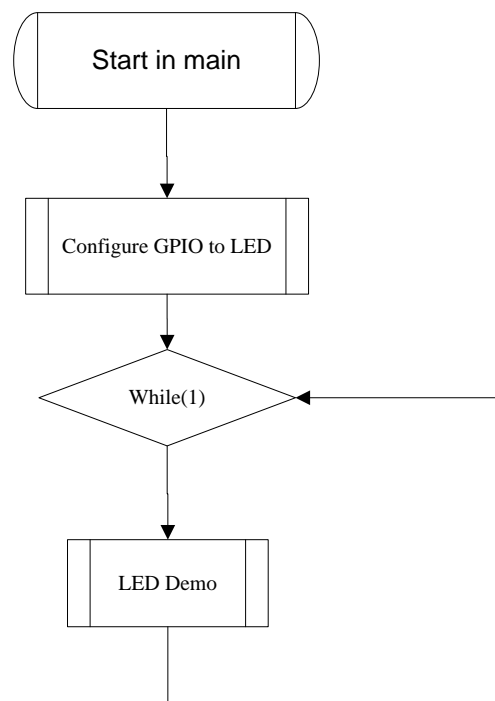 Start in main
Configure GPIO to LED
While(1)
LED Demo